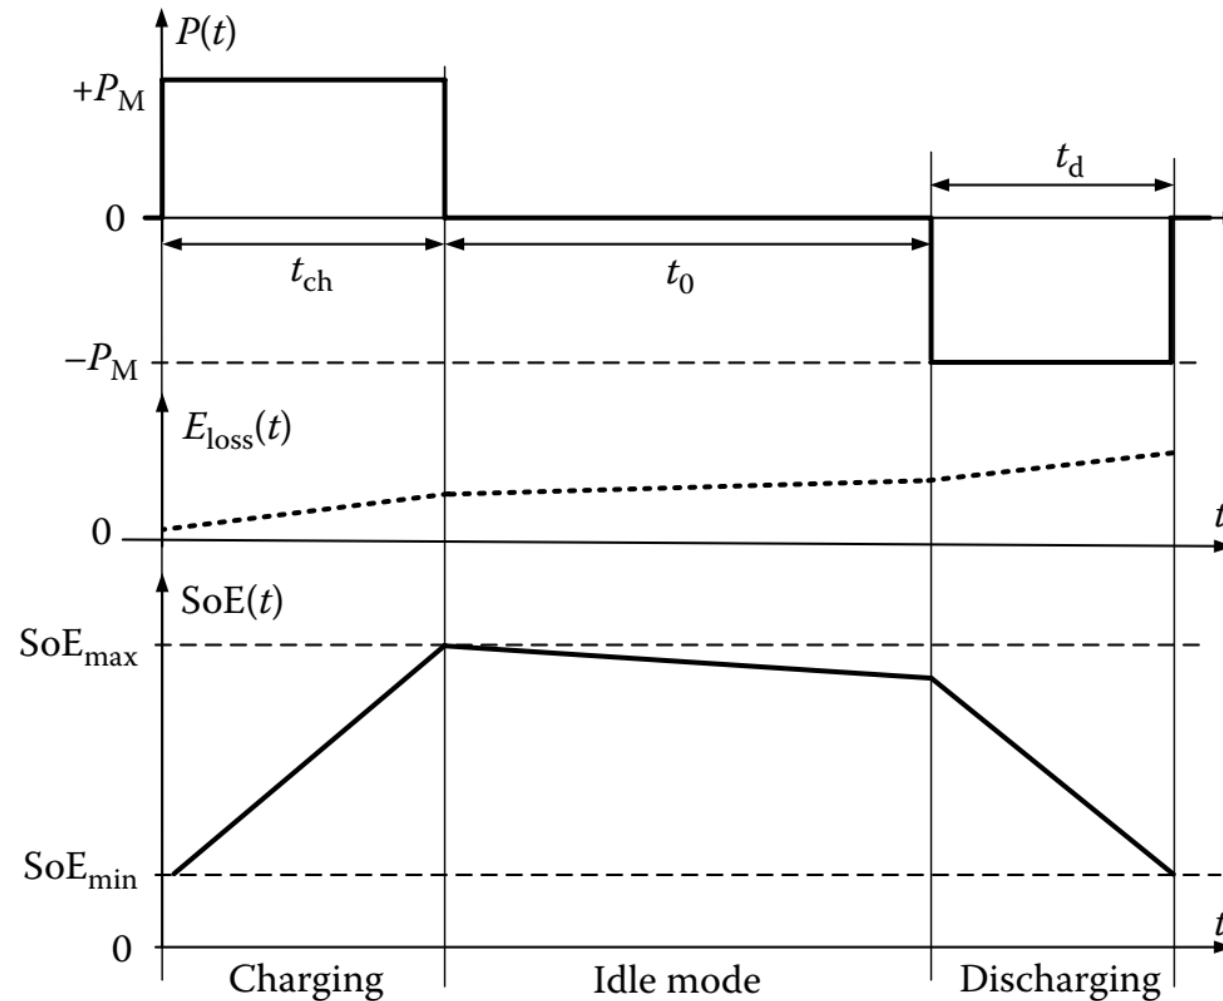 P(t)
+P_M
t_d
0
t_ch
t_0
−P_M
E_loss(t)
t
0
SoE(t)
SoE_max
SoE_min
t
0
Charging
Idle mode
Discharging